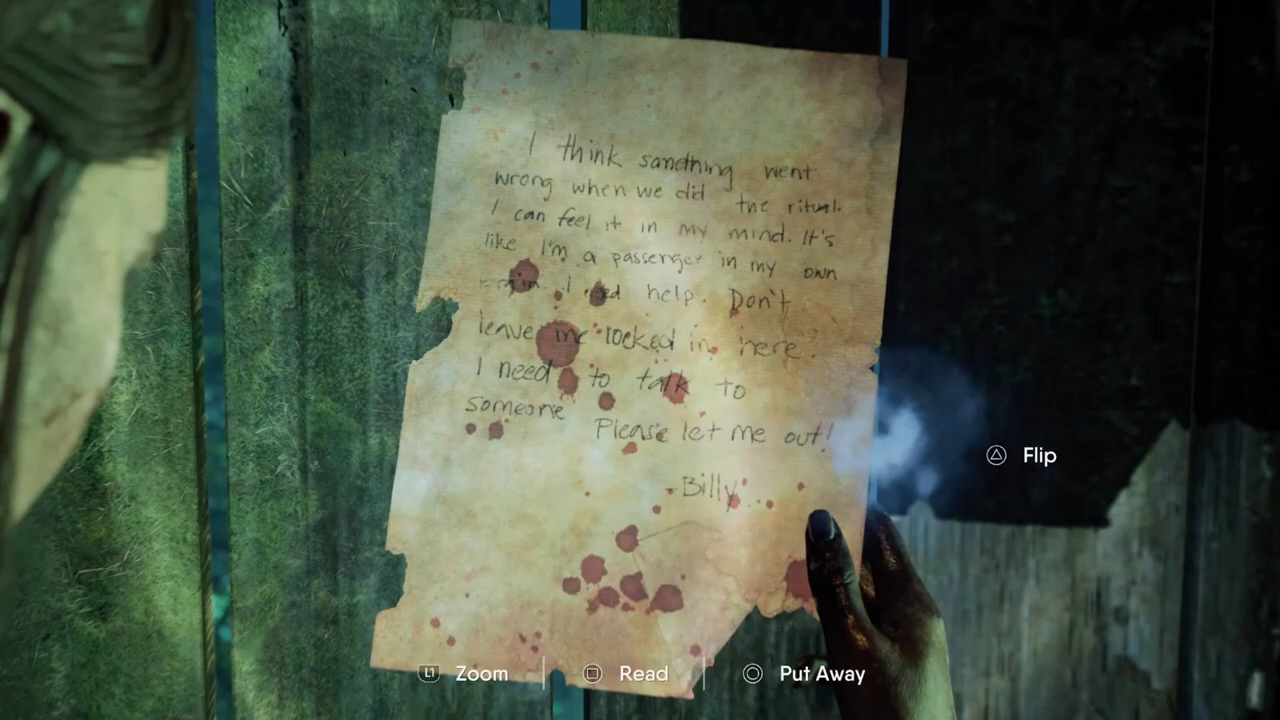 I think something went
wrong when we did the ritual.
I can feel it in my mind. It's
like I'm a passenger in my own
I need help. Don't
leave me locked in here.
I need to talk to
someone Please let me out!
-Billy
Flip
L1 Zoom
Read
Put Away